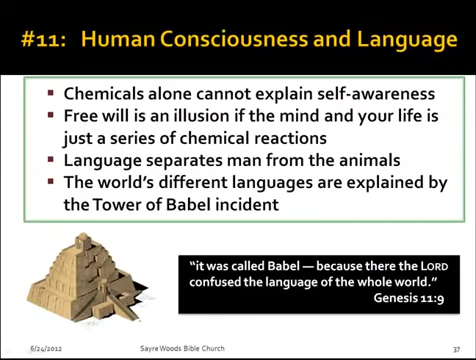 #11: Human Consciousness and Language
▪ Chemicals alone cannot explain self-awareness
▪ Free will is an illusion if the mind and your life is
just a series of chemical reactions
▪ Language separates man from the animals
▪ The world's different languages are explained by
the Tower of Babel incident
“it was called Babel — because there the LORD
confused the language of the whole world.”
Genesis 11:9
6/24/2012 Sayre Woods Bible Church 37